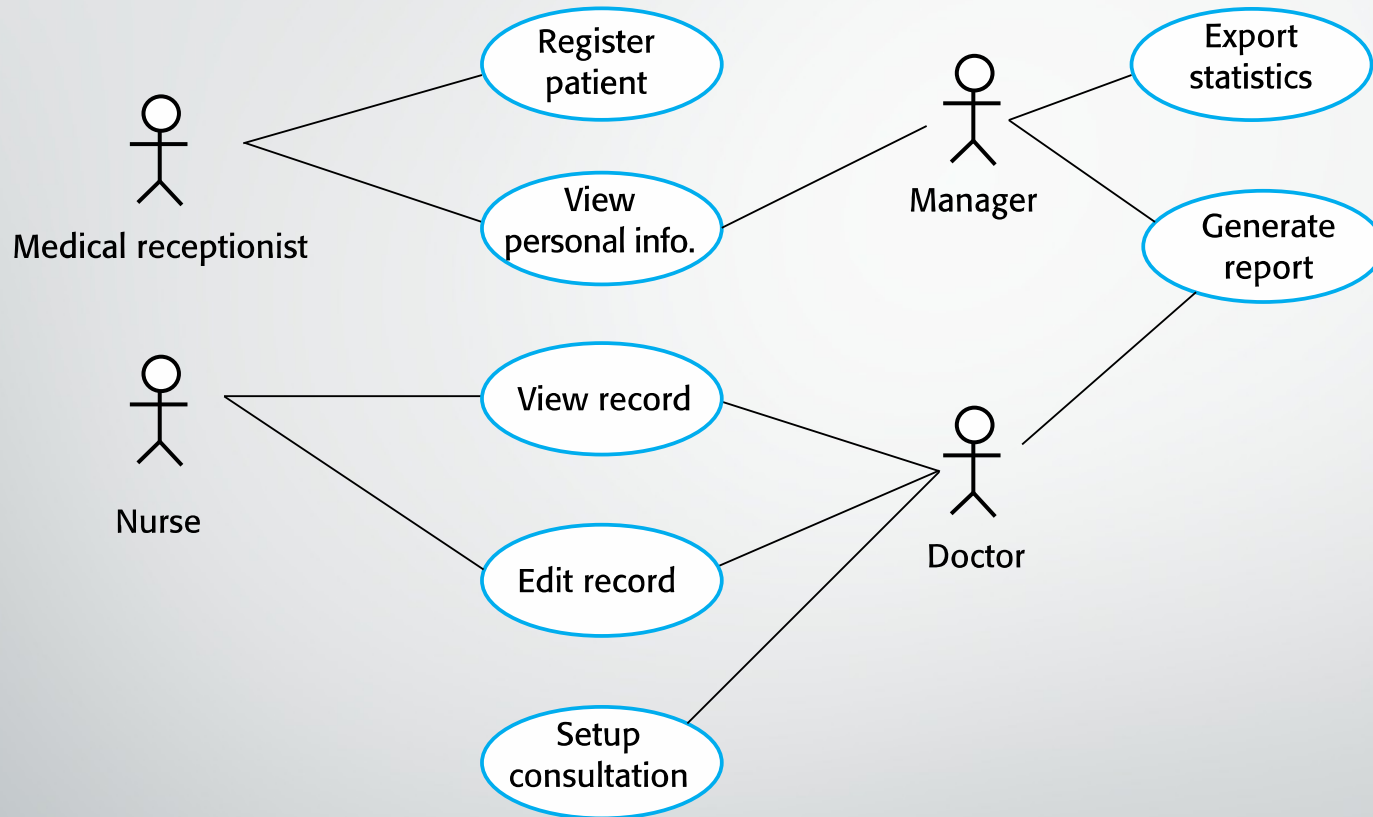 Register
patient
Export
statistics
View
personal info.
Manager
Generate
report
Medical receptionist
View record
Nurse
Edit record
Doctor
Setup
consultation